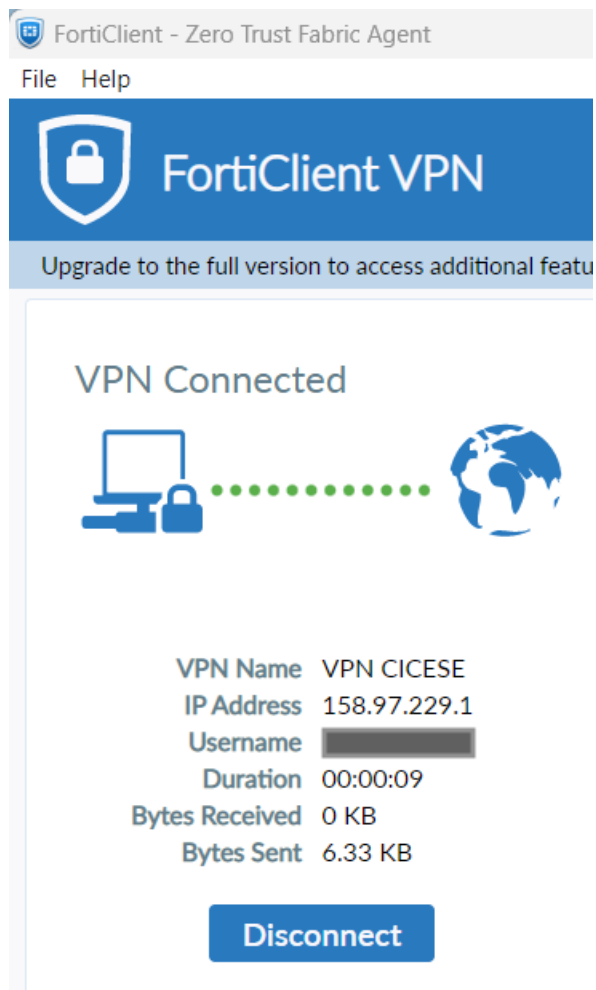 FortiClient - Zero Trust Fabric Agent
File Help
FortiClient VPN
Upgrade to the full version to access additional featu
VPN Connected
VPN Name VPN CICESE
IP Address 158.97.229.1
Username
Duration 00:00:09
Bytes Received 0 KB
Bytes Sent 6.33 KB
Disconnect